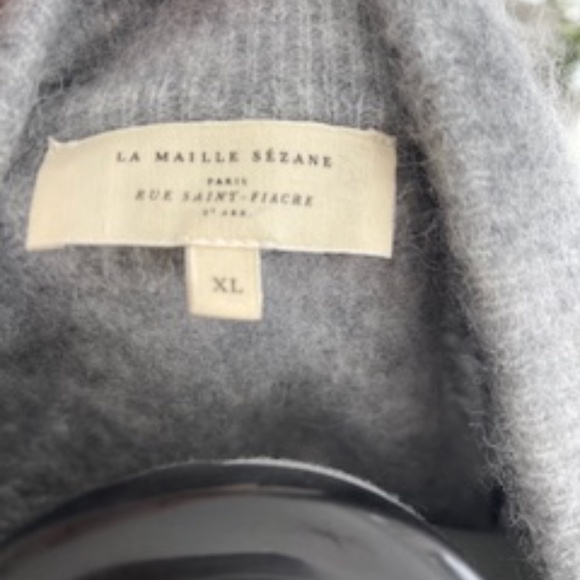 LA MAILLE SÉZANE
PARIS
RUE SAINT-FIACRE
XL